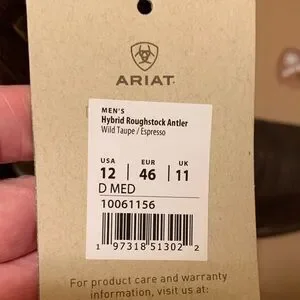 ARIAT
MEN'S
Hybrid Roughstock Antler
Wild Taupe / Espresso
USA EUR UK
12 46 11
D MED
10061156
1 97318 51302 2
For product care and warranty
information, visit us at